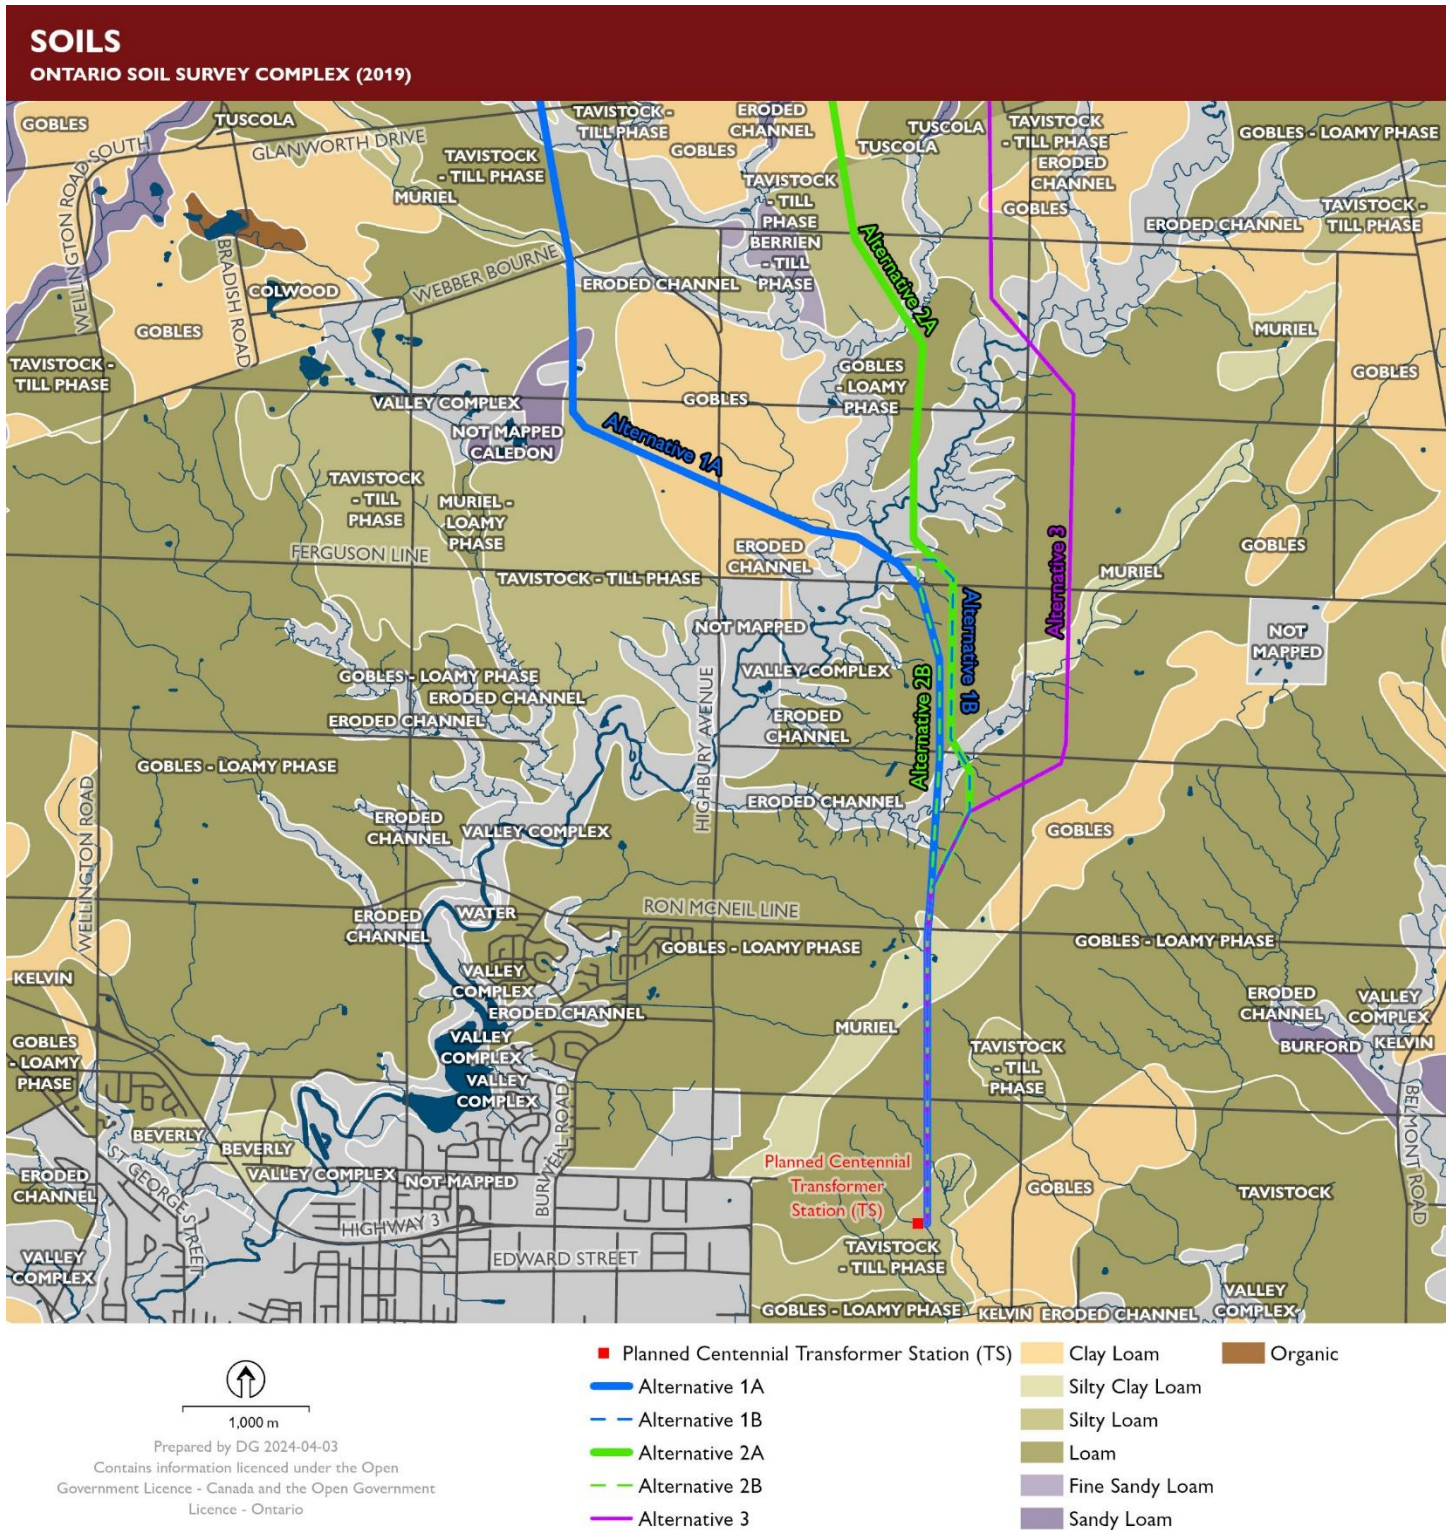 SOILS
ONTARIO SOIL SURVEY COMPLEX (2019)
GOBLES
TUSCOLA
GLANWORTH DRIVE
WELLINGTON ROAD SOUTH
TAVISTOCK
- TILL PHASE
MURIEL
TAVISTOCK -
TILL PHASE
ERODED
CHANNEL
GOBLES
TUSCOLA
TUSCOLA
TAVISTOCK
- TILL PHASE
ERODED
CHANNEL
GOBLES
GOBLES - LOAMY PHASE
TAVISTOCK -
TILL PHASE
ERODED CHANNEL
TAVISTOCK
- TILL
PHASE
BERRIEN
- TILL
PHASE
Alternative 2A
BRADISH ROAD
COLWOOD
WEBBER BOURNE
ERODED CHANNEL
GOBLES
TAVISTOCK -
TILL PHASE
MURIEL
GOBLES
GOBLES
- LOAMY
PHASE
GOBLES
VALLEY COMPLEX
NOT MAPPED
CALEDON
Alternative 1A
TAVISTOCK
- TILL
PHASE
MURIEL -
LOAMY
PHASE
FERGUSON LINE
TAVISTOCK - TILL PHASE
ERODED
CHANNEL
GOBLES
MURIEL
Alternative 3
NOT MAPPED
NOT
MAPPED
Alternative 1B
Alternative 2B
GOBLES - LOAMY PHASE
ERODED CHANNEL
ERODED CHANNEL
VALLEY COMPLEX
ERODED
CHANNEL
HIGHBURY AVENUE
GOBLES - LOAMY PHASE
WELLINGTON ROAD
ERODED
CHANNEL
VALLEY COMPLEX
ERODED CHANNEL
GOBLES
ERODED
CHANNEL
WATER
RON MCNEIL LINE
GOBLES - LOAMY PHASE
GOBLES - LOAMY PHASE
KELVIN
VALLEY
COMPLEX
ERODED CHANNEL
VALLEY
COMPLEX
VALLEY
COMPLEX
MURIEL
ERODED
CHANNEL
VALLEY
COMPLEX
BURFORD
KELVIN
GOBLES
- LOAMY
PHASE
TAVISTOCK
- TILL
PHASE
BELMONT ROAD
BEVERLY
BEVERLY
ST GEORGE STREET
VALLEY COMPLEX
NOT MAPPED
BURWELL ROAD
ERODED
CHANNEL
Planned Centennial
Transformer
Station (TS)
GOBLES
TAVISTOCK
HIGHWAY 3
EDWARD STREET
TAVISTOCK
- TILL PHASE
VALLEY
COMPLEX
GOBLES - LOAMY PHASE
KELVIN
ERODED CHANNEL
VALLEY
COMPLEX
1,000 m
Prepared by DG 2024-04-03
Contains information licenced under the Open
Government Licence - Canada and the Open Government
Licence - Ontario
Planned Centennial Transformer Station (TS)
Alternative 1A
Alternative 1B
Alternative 2A
Alternative 2B
Alternative 3
Clay Loam
Silty Clay Loam
Silty Loam
Loam
Fine Sandy Loam
Sandy Loam
Organic